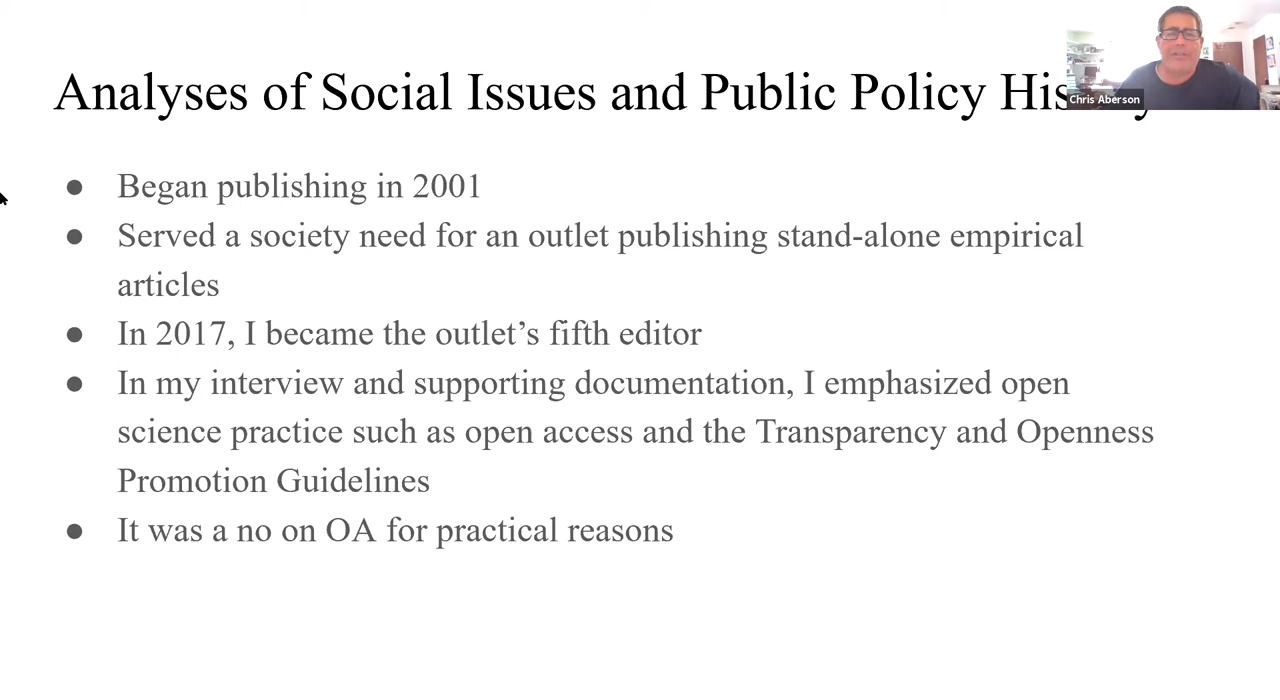 Analyses of Social Issues and Public Policy His
Chris Aberson
● Began publishing in 2001
● Served a society need for an outlet publishing stand-alone empirical
articles
● In 2017, I became the outlet’s fifth editor
● In my interview and supporting documentation, I emphasized open
science practice such as open access and the Transparency and Openness
Promotion Guidelines
● It was a no on OA for practical reasons